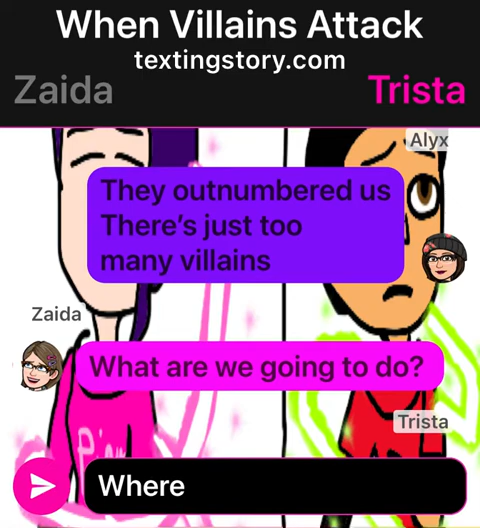 When Villains Attack
textingstory.com
Zaida
Trista
Alyx
They outnumbered us
There's just too
many villains
Zaida
What are we going to do?
Trista
Where